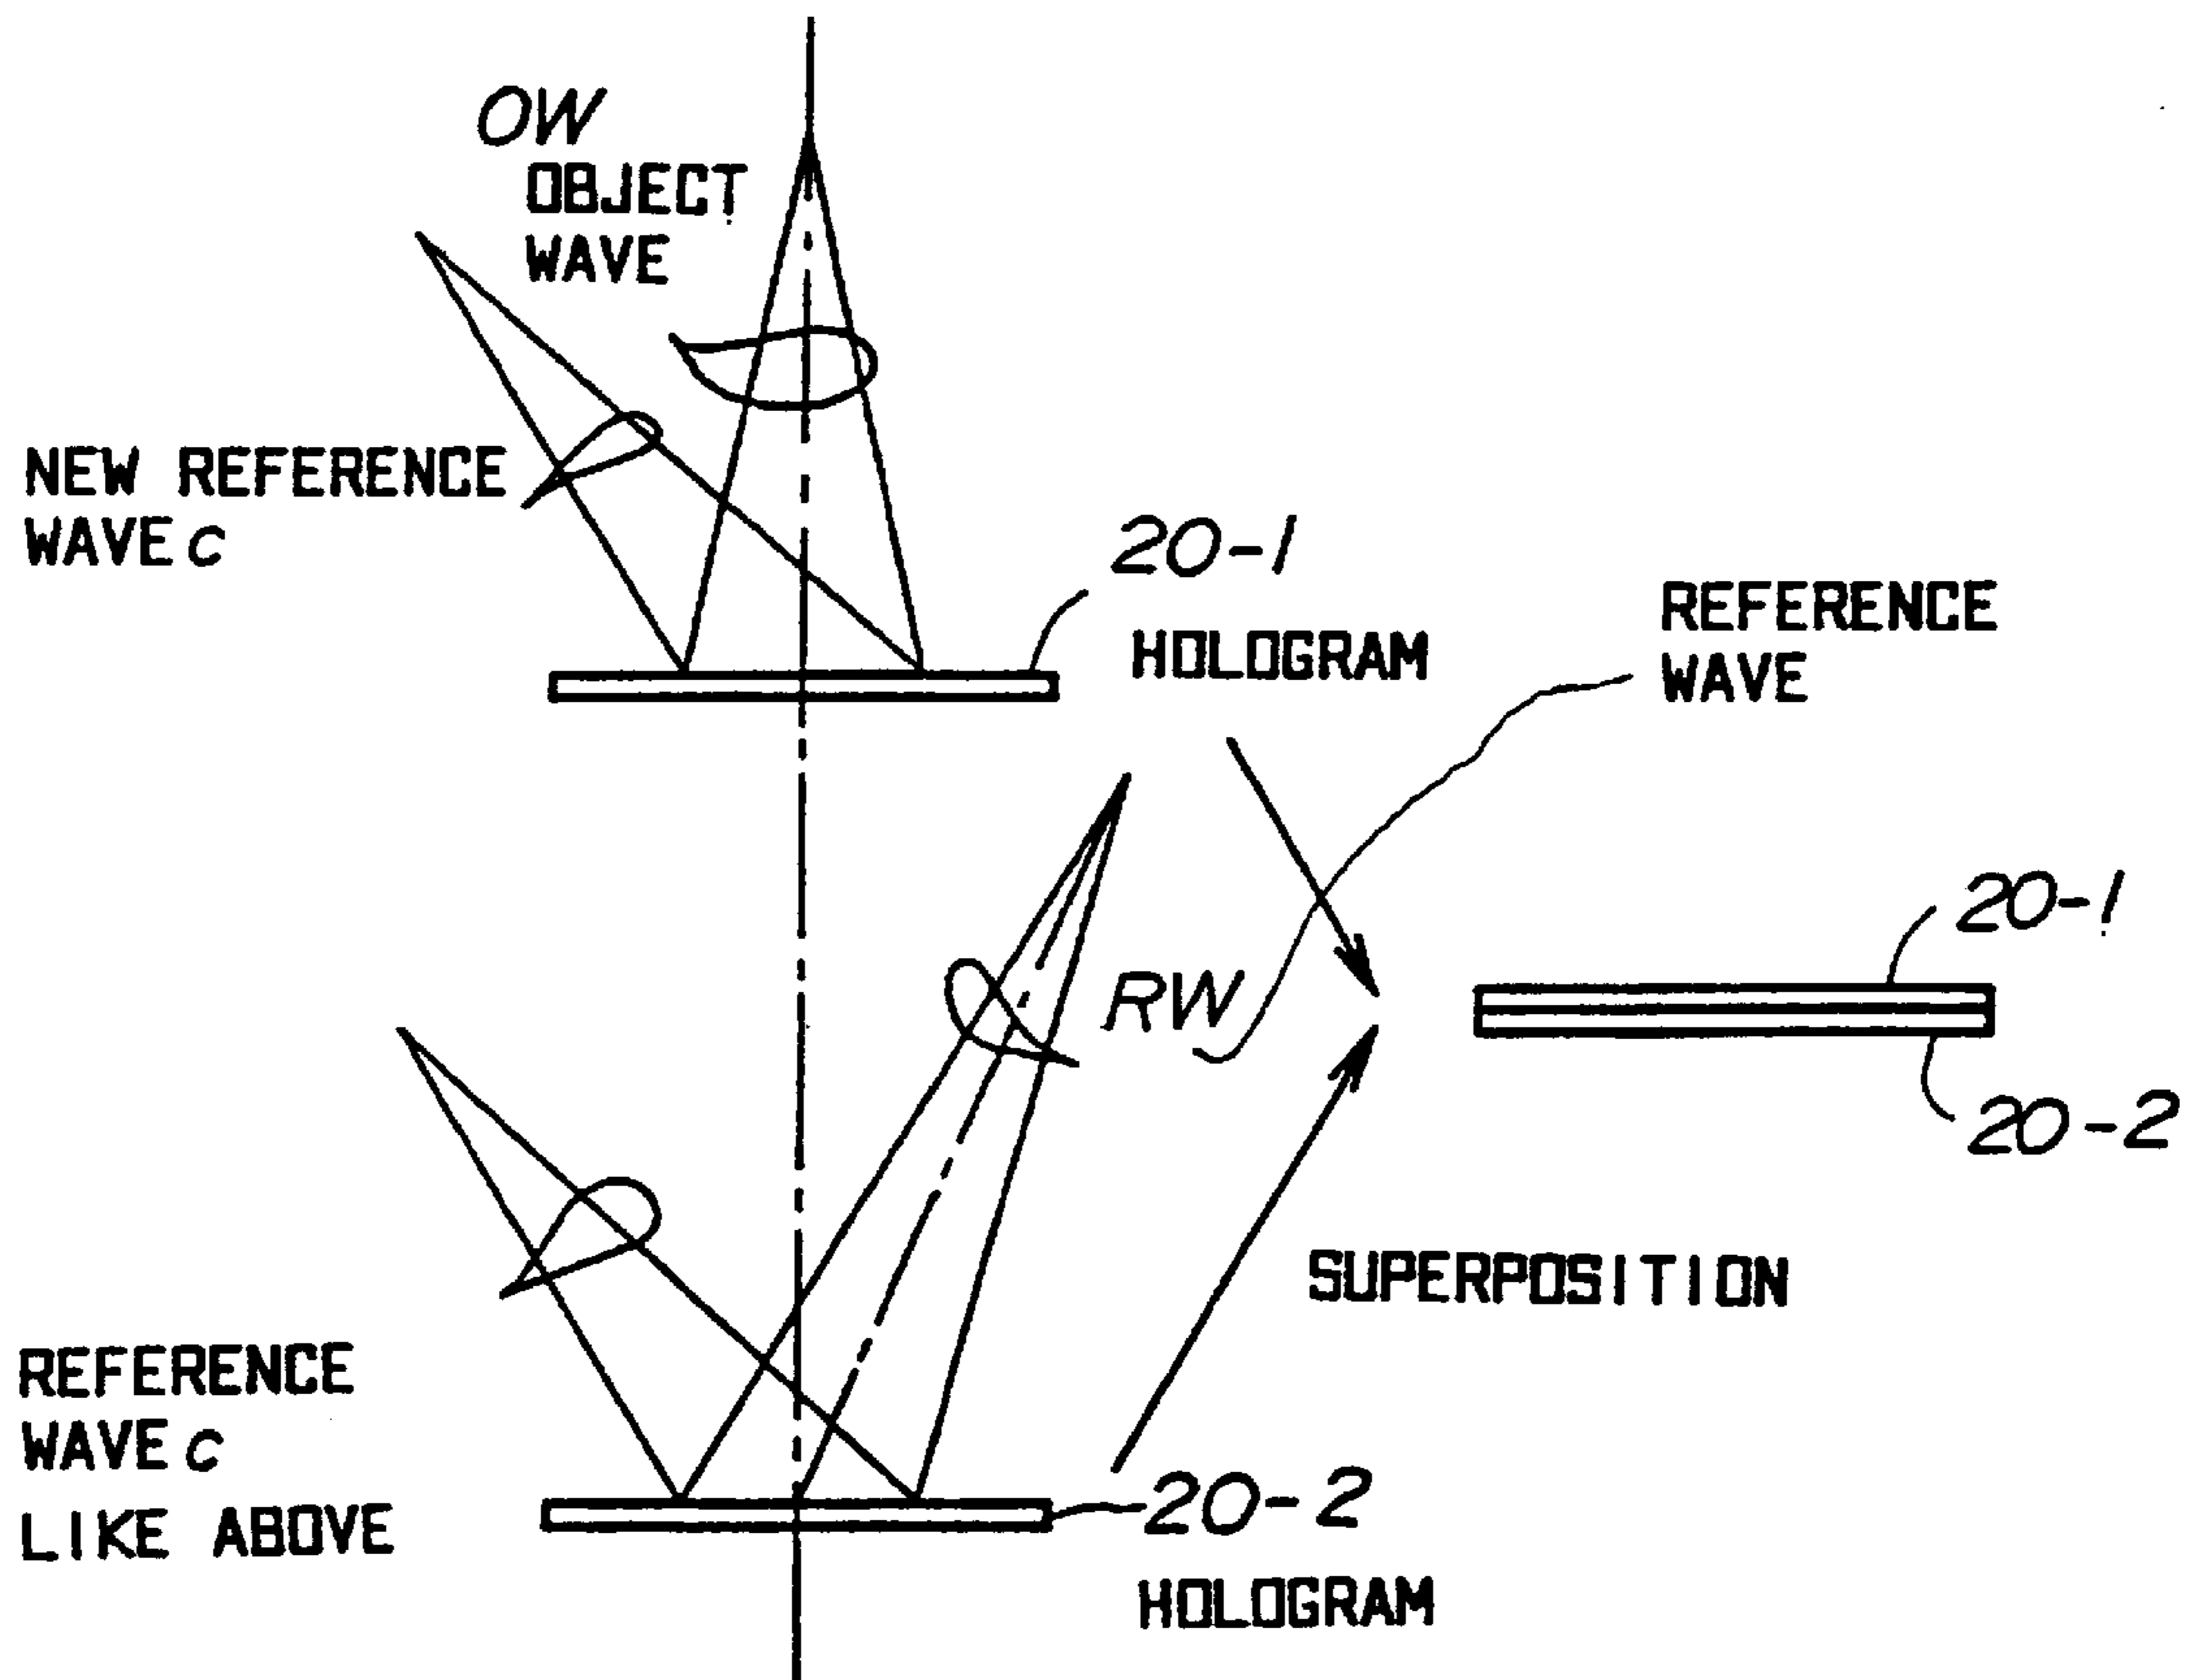 OW
OBJECT
WAVE
NEW REFERENCE
WAVE C
20-1
HOLOGRAM
REFERENCE
WAVE
RW
20-1
20-2
SUPERPOSITION
REFERENCE
WAVE C
LIKE ABOVE
20-2
HOLOGRAM